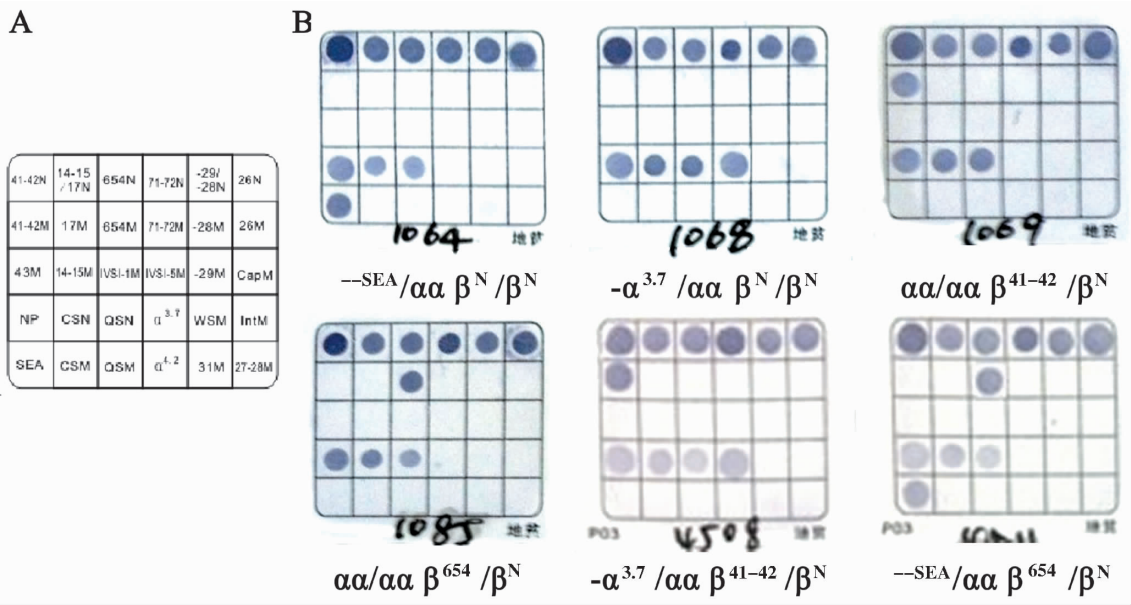 A
B
41-42N 14-15/17N 654N 71-72N -29/-28N 26N
41-42M 17M 654M 71-72M -28M 26M
43M 14-15M IVSI-1M IVSI-5M -29M CapM
NP CSN QSN α3.7 WSM IntM
SEA CSM QSM α4.2 31M 27-28M
1064 地贫
1068 地贫
1069 地贫
--SEA/αα βN/βN
-α3.7/αα βN/βN
αα/αα β41-42/βN
1085 地贫
P03 4508 地贫
P03 地贫
αα/αα β654/βN
-α3.7/αα β41-42/βN
--SEA/αα β654/βN